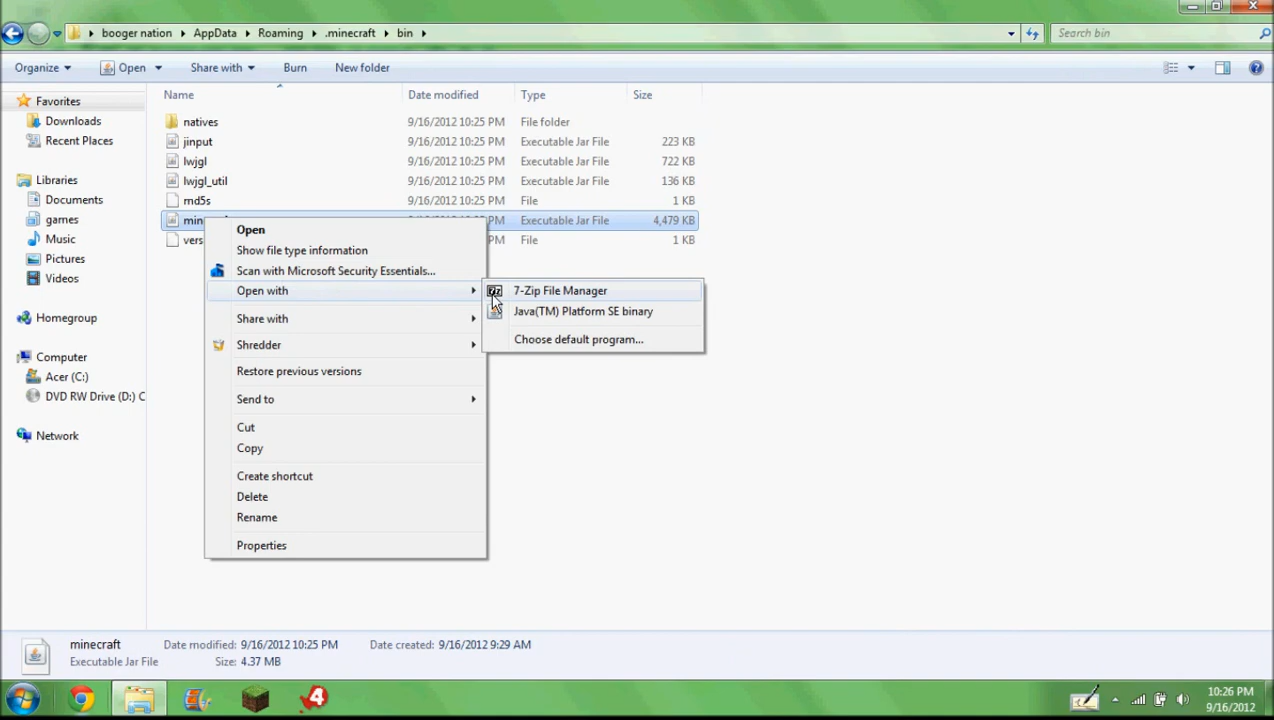 booger nation AppData Roaming .minecraft bin Search bin
Organize Open Share with Burn New folder
Name Date modified Type Size
Favorites
Downloads
Recent Places
Libraries
Documents
games
Music
Pictures
Videos
Homegroup
Computer
Acer (C:)
DVD RW Drive (D:) C
Network
natives 9/16/2012 10:25 PM File folder
jinput 9/16/2012 10:25 PM Executable Jar File 223 KB
lwjgl 9/16/2012 10:25 PM Executable Jar File 722 KB
lwjgl_util 9/16/2012 10:25 PM Executable Jar File 136 KB
md5s 9/16/2012 10:25 PM File 1 KB
Executable Jar File 4,479 KB
PM File 1 KB
Open
Show file type information
Scan with Microsoft Security Essentials...
Open with
Share with
Shredder
Restore previous versions
Send to
Cut
Copy
Create shortcut
Delete
Rename
Properties
7-Zip File Manager
Java(TM) Platform SE binary
Choose default program...
minecraft Date modified: 9/16/2012 10:25 PM Date created: 9/16/2012 9:29 AM
Executable Jar File Size: 4.37 MB
4
10:26 PM
9/16/2012